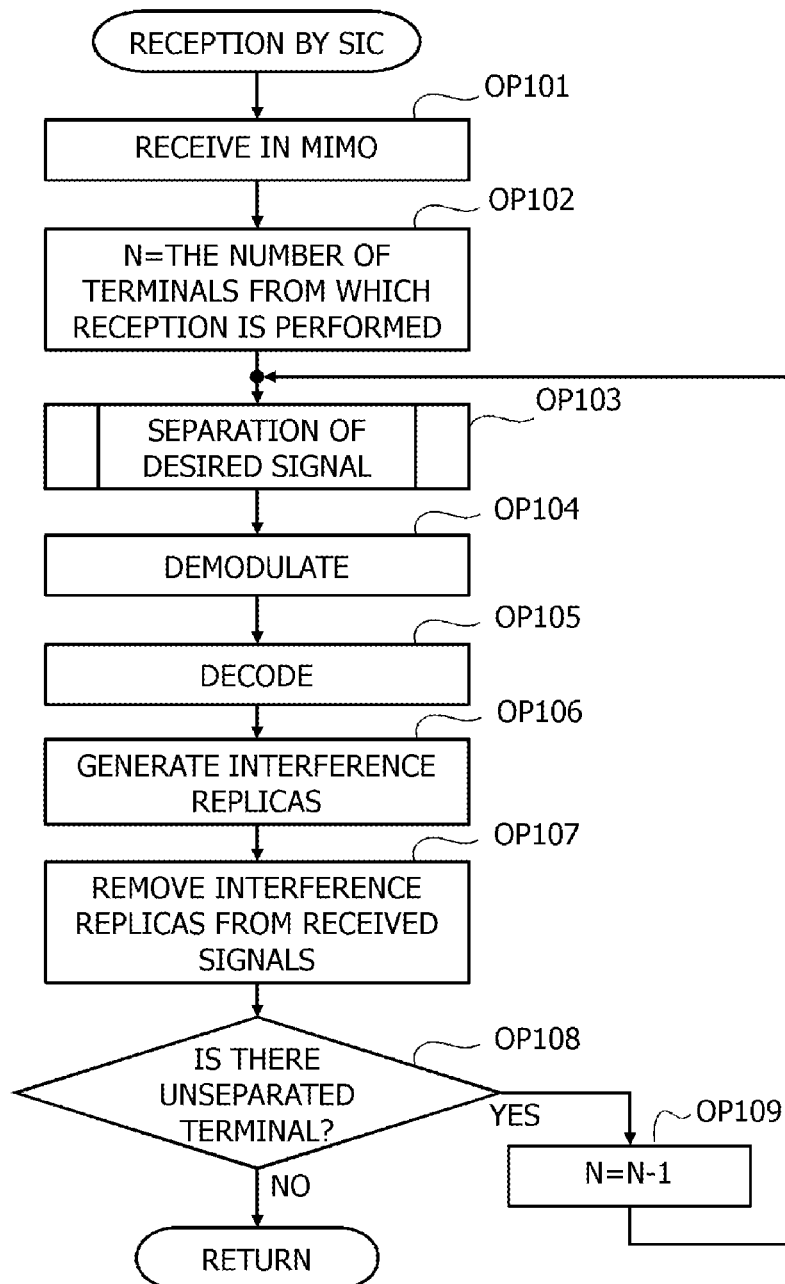 RECEPTION BY SIC
OP101
RECEIVE IN MIMO
OP102
N=THE NUMBER OF
TERMINALS FROM WHICH
RECEPTION IS PERFORMED
OP103
SEPARATION OF
DESIRED SIGNAL
OP104
DEMODULATE
OP105
DECODE
OP106
GENERATE INTERFERENCE
REPLICAS
OP107
REMOVE INTERFERENCE
REPLICAS FROM RECEIVED
SIGNALS
OP108
IS THERE
UNSEPARATED
TERMINAL?
YES
OP109
N=N-1
NO
RETURN